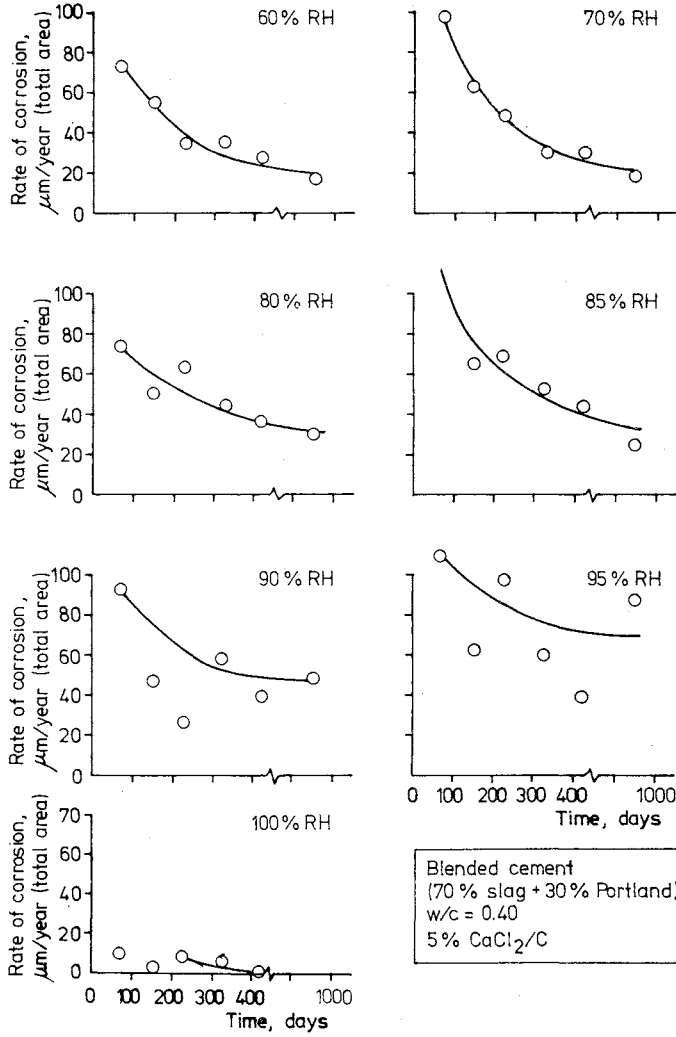 Rate of corrosion,
μm/year (total area)
100
80
60
40
20
0
60% RH
70% RH
Rate of corrosion,
μm/year (total area)
100
80
60
40
20
0
80% RH
85% RH
Rate of corrosion,
μm/year (total area)
100
80
60
40
20
0
90% RH
95% RH
0 100 200 300 400 1000
Time, days
Rate of corrosion,
μm/year (total area)
70
60
40
20
0
100% RH
0 100 200 300 400 1000
Time, days
Blended cement
(70% slag + 30% Portland)
w/c = 0.40
5% CaCl₂/C